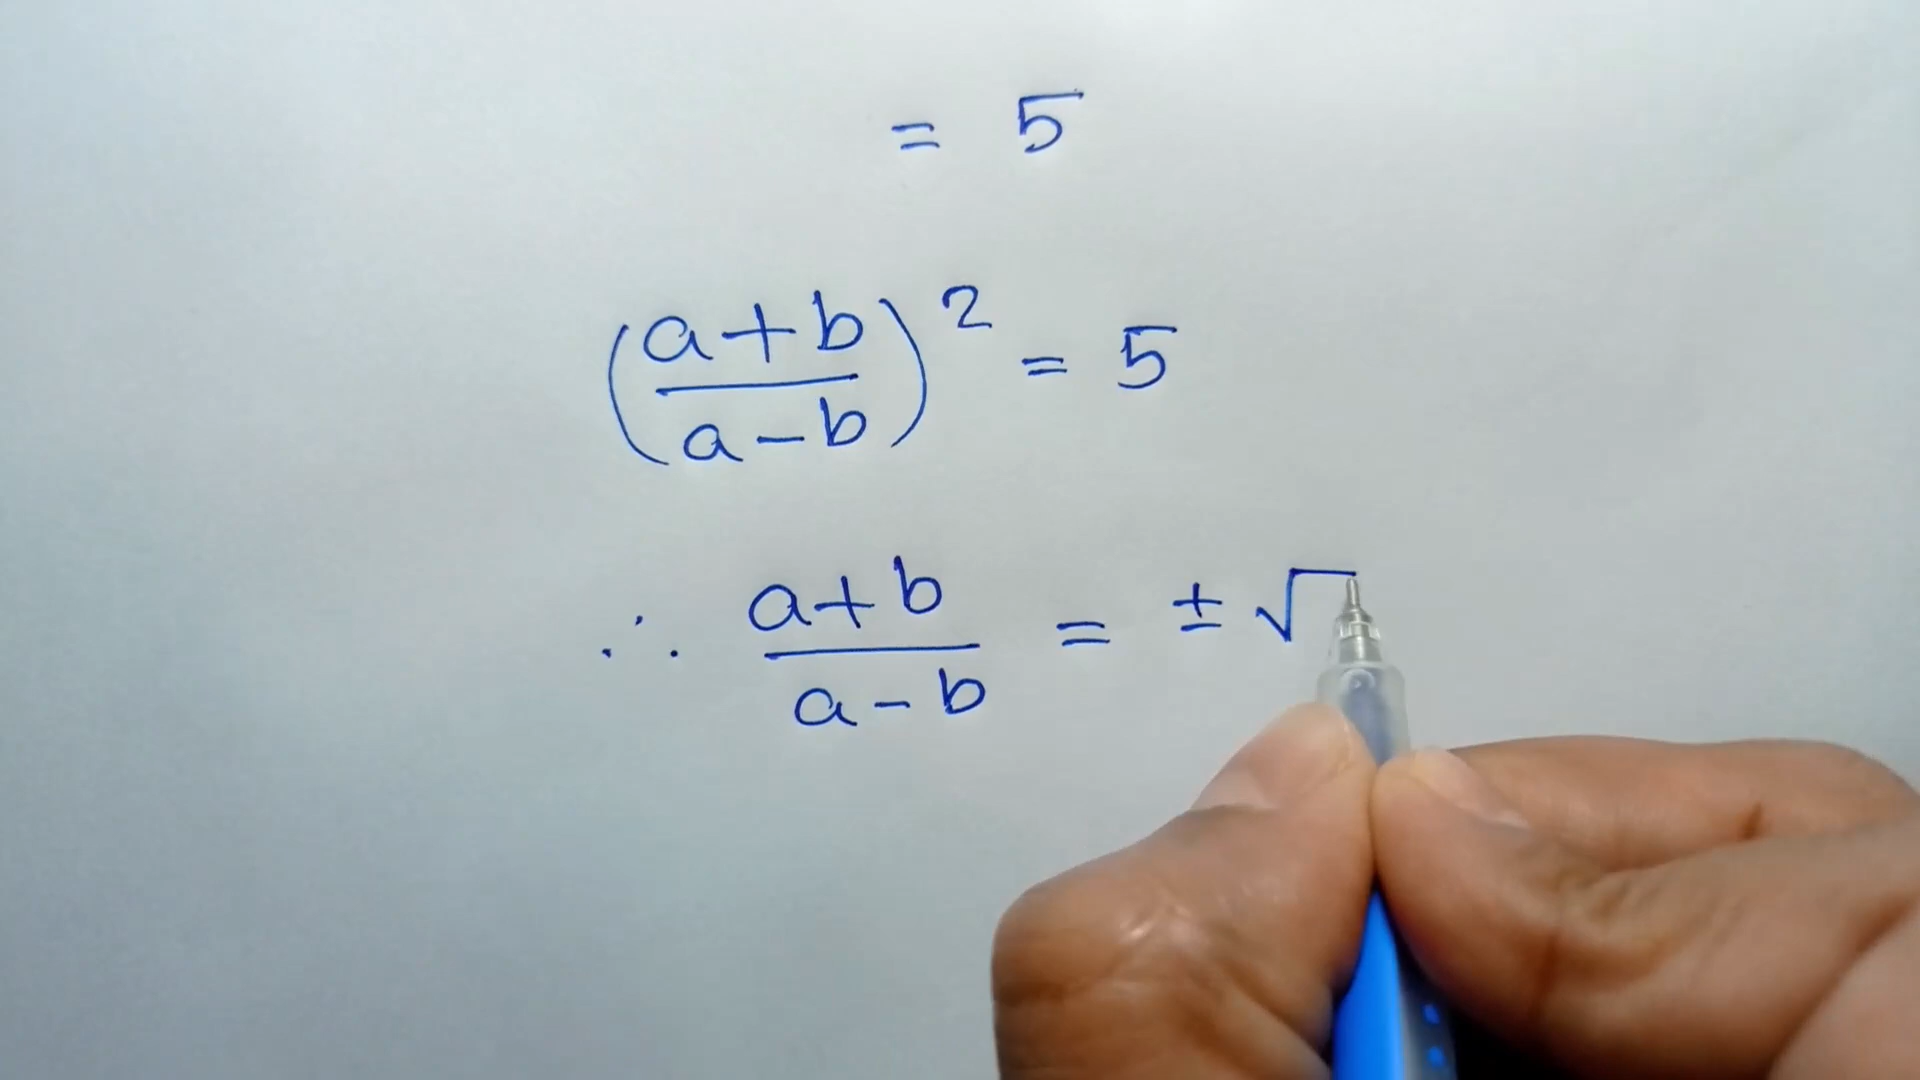 = 5
(a+b / a-b)² = 5
∴ a+b / a-b = ± √